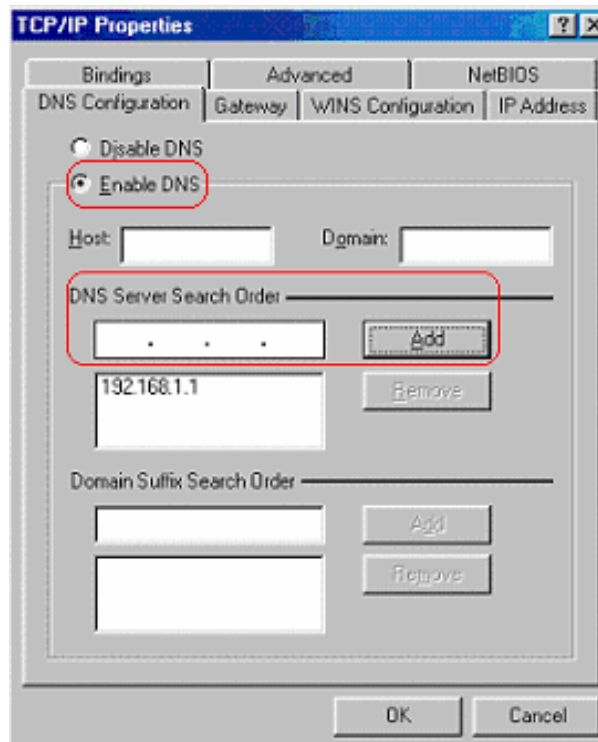 TCP/IP Properties
Bindings Advanced NetBIOS
DNS Configuration Gateway WINS Configuration IP Address
Disable DNS
Enable DNS
Host: Domain:
DNS Server Search Order
. . . Add
192.168.1.1 Remove
Domain Suffix Search Order
Add
Remove
OK Cancel